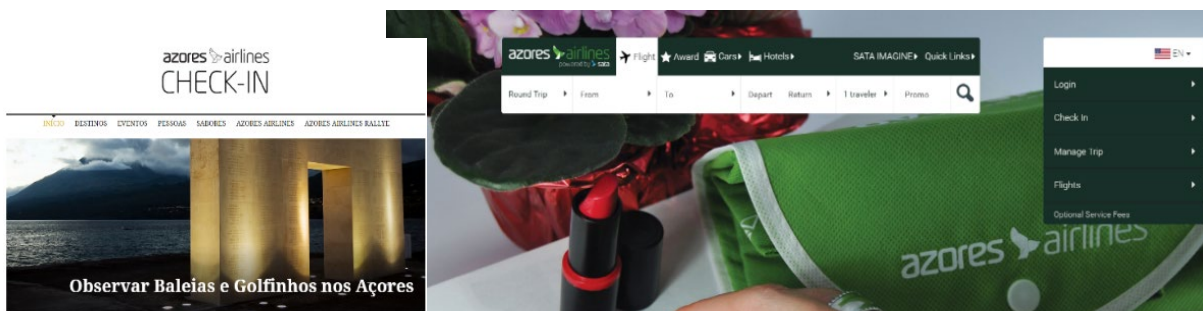 azores airlines
CHECK-IN
INÍCIO DESTINOS EVENTOS PESSOAS SABORES AZORES AIRLINES AZORES AIRLINES RALLYE
Observar Baleias e Golfinhos nos Açores
azores airlines
powered by sata
Flight Award Cars Hotels SATA IMAGINE Quick Links
Round Trip From To Depart Return 1 traveler Promo
EN
Login
Check In
Manage Trip
Flights
Optional Service Fees
azores airlines